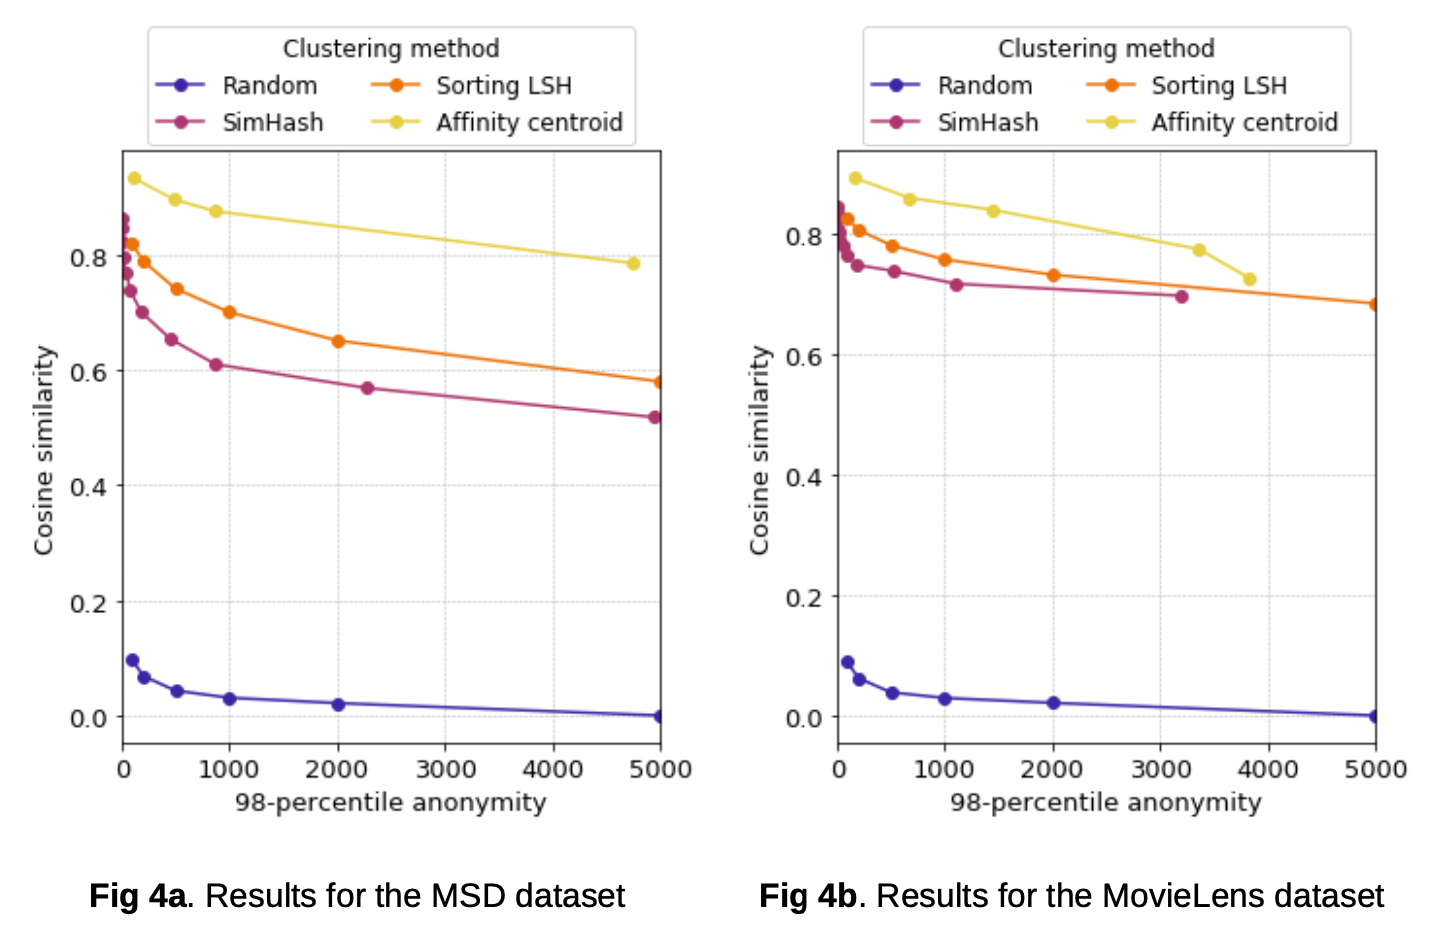 Clustering method
Random
Sorting LSH
SimHash
Affinity centroid
0.8
0.6
0.4
0.2
0.0
Cosine similarity
0 1000 2000 3000 4000 5000
98-percentile anonymity
Fig 4a. Results for the MSD dataset
Clustering method
Random
Sorting LSH
SimHash
Affinity centroid
0.8
0.6
0.4
0.2
0.0
Cosine similarity
0 1000 2000 3000 4000 5000
98-percentile anonymity
Fig 4b. Results for the MovieLens dataset